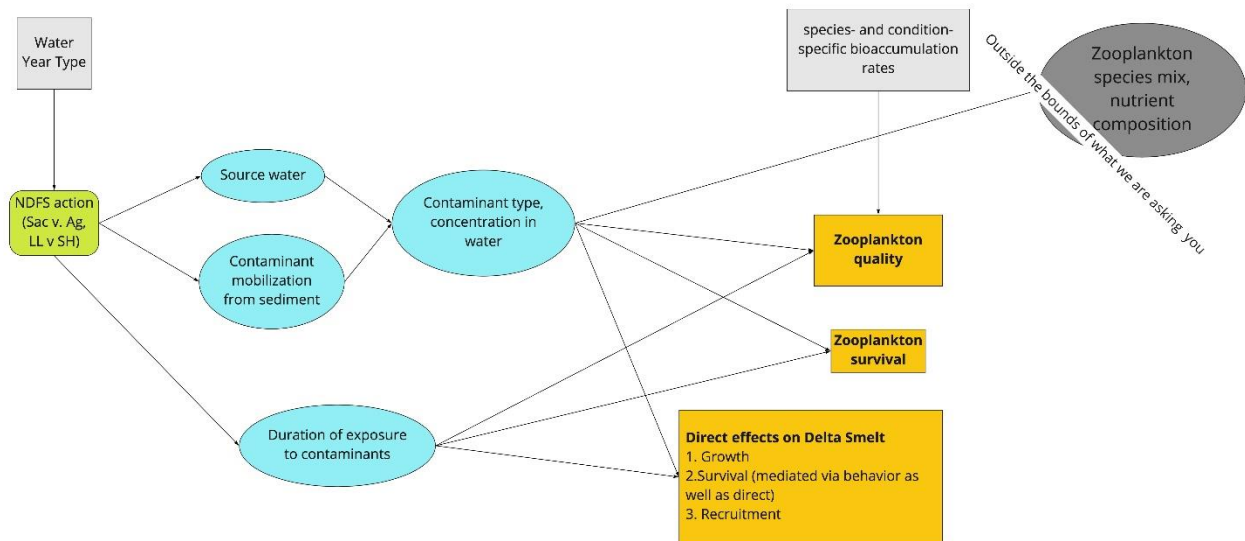 Water
Year Type
species- and condition-
specific bioaccumulation
rates
Outside the bounds of what we are asking you
Zooplankton
species mix,
nutrient
composition
NDFS action
(Sac v. Ag,
LL v SH)
Source water
Contaminant
mobilization
from sediment
Contaminant type,
concentration in
water
Zooplankton
quality
Zooplankton
survival
Duration of exposure
to contaminants
Direct effects on Delta Smelt
1. Growth
2.Survival (mediated via behavior as
well as direct)
3. Recruitment